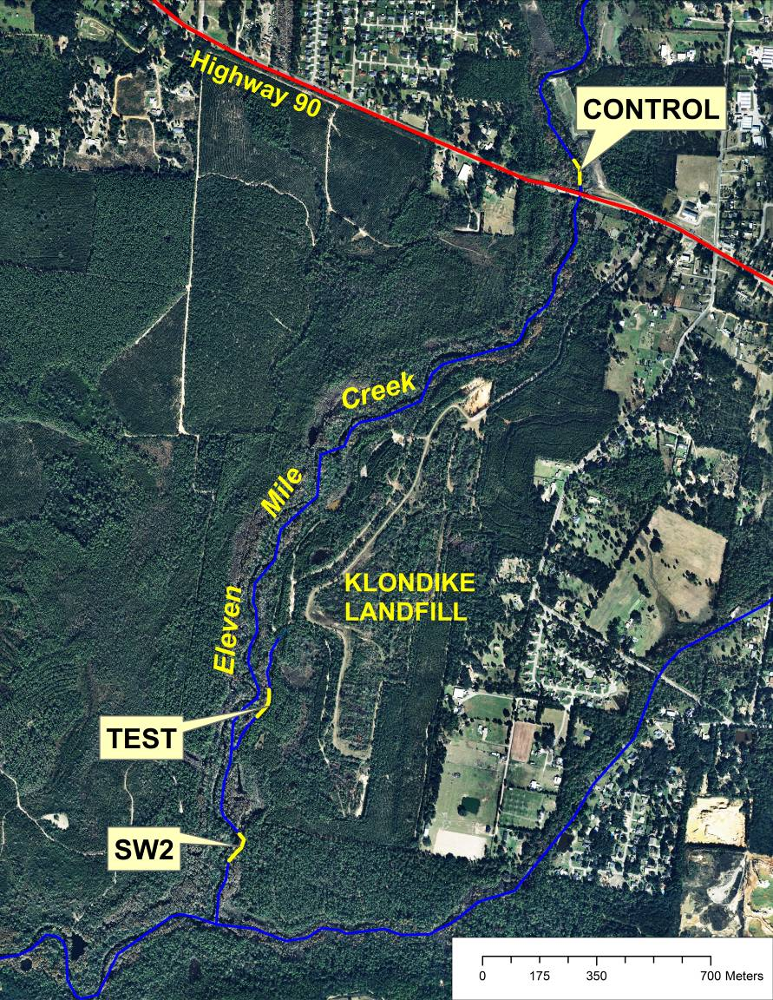 Highway 90
CONTROL
Creek
Mile
Eleven
KLONDIKE
LANDFILL
TEST
SW2
0 175 350 700 Meters